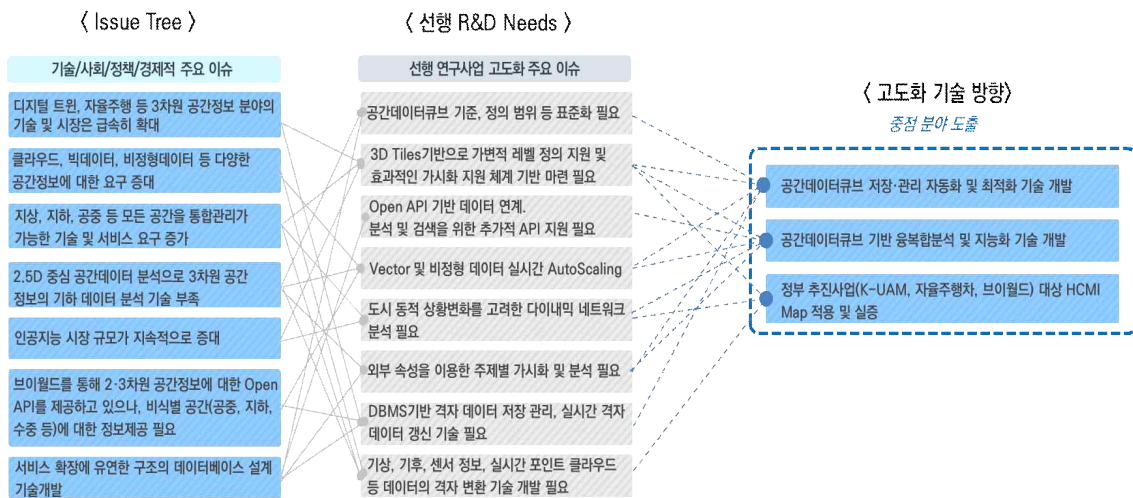 〈 Issue Tree 〉
기술/사회/정책/경제적 주요 이슈
디지털 트윈, 자율주행 등 3차원 공간정보 분야의
기술 및 시장은 급속히 확대
클라우드, 빅데이터, 비정형데이터 등 다양한
공간정보에 대한 요구 증대
지상, 지하, 공중 등 모든 공간을 통합관리가
가능한 기술 및 서비스 요구 증가
2.5D 중심 공간데이터 분석으로 3차원 공간
정보의 기하 데이터 분석 기술 부족
인공지능 시장 규모가 지속적으로 증대
브이월드를 통해 2·3차원 공간정보에 대한 Open
API를 제공하고 있으나, 비식별 공간(공중, 지하,
수중 등)에 대한 정보제공 필요
서비스 확장에 유연한 구조의 데이터베이스 설계
기술개발
〈 선행 R&D Needs 〉
선행 연구사업 고도화 주요 이슈
공간데이터큐브 기준, 정의 범위 등 표준화 필요
3D Tiles기반으로 가변적 레벨 정의 지원 및
효과적인 가시화 지원 체계 기반 마련 필요
Open API 기반 데이터 연계.
분석 및 검색을 위한 추가적 API 지원 필요
Vector 및 비정형 데이터 실시간 AutoScaling
도시 동적 상황변화를 고려한 다이내믹 네트워크
분석 필요
외부 속성을 이용한 주제별 가시화 및 분석 필요
DBMS기반 격자 데이터 저장 관리, 실시간 격자
데이터 갱신 기술 필요
기상, 기후, 센서 정보, 실시간 포인트 클라우드
등 데이터의 격자 변환 기술 개발 필요
〈 고도화 기술 방향〉
중점 분야 도출
공간데이터큐브 저장·관리 자동화 및 최적화 기술 개발
공간데이터큐브 기반 융복합분석 및 지능화 기술 개발
정부 추진사업(K-UAM, 자율주행차, 브이월드) 대상 HCMI
Map 적용 및 실증